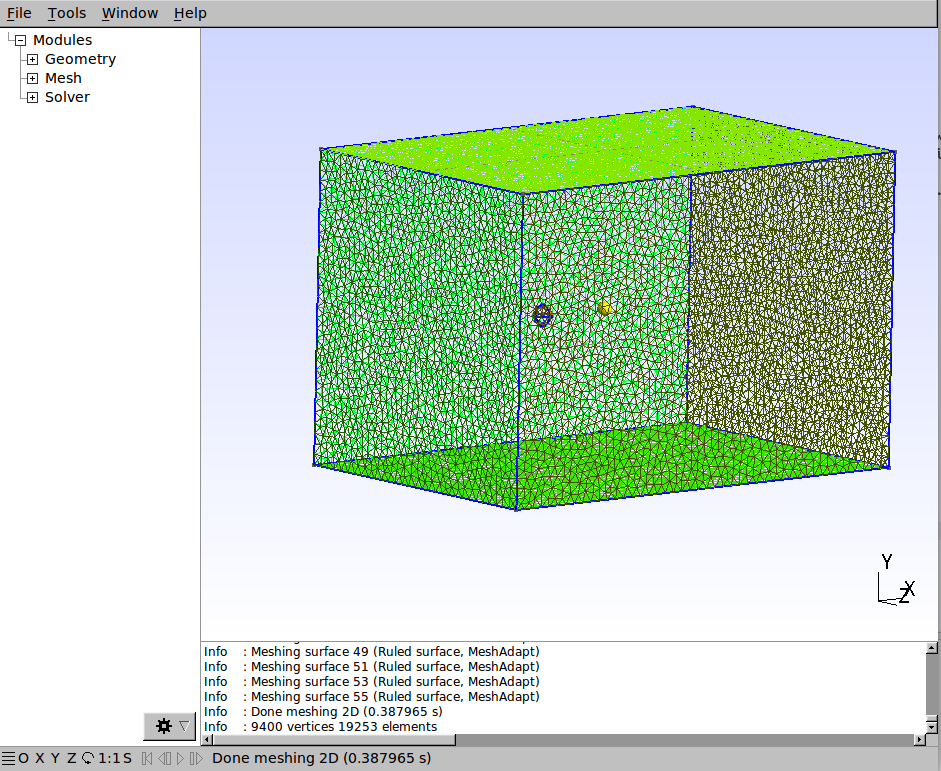 File Tools Window Help
Modules
Geometry
Mesh
Solver
Y
X
Z
Info : Meshing surface 49 (Ruled surface, MeshAdapt)
Info : Meshing surface 51 (Ruled surface, MeshAdapt)
Info : Meshing surface 53 (Ruled surface, MeshAdapt)
Info : Meshing surface 55 (Ruled surface, MeshAdapt)
Info : Done meshing 2D (0.387965 s)
Info : 9400 vertices 19253 elements
O X Y Z 1:1 S Done meshing 2D (0.387965 s)